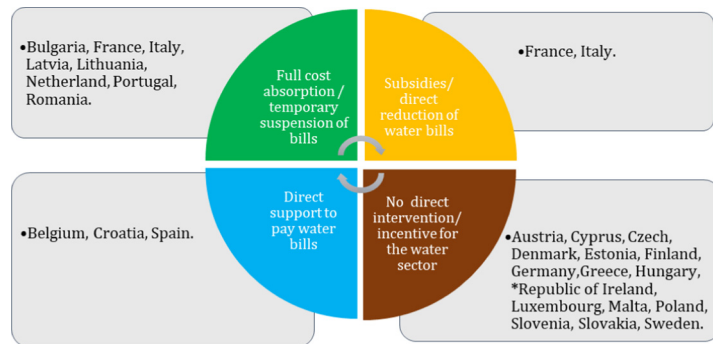 •Bulgaria, France, Italy,
Latvia, Lithuania,
Netherland, Portugal,
Romania.
Full cost
absorption /
temporary
suspension of
bills
Subsidies/
direct
reduction of
water bills
•France, Italy.
•Belgium, Croatia, Spain.
Direct
support to
pay water
bills
No direct
intervention/
incentive for
the water
sector
•Austria, Cyprus, Czech,
Denmark, Estonia, Finland,
Germany,Greece, Hungary,
*Republic of Ireland,
Luxembourg, Malta, Poland,
Slovenia, Slovakia, Sweden.